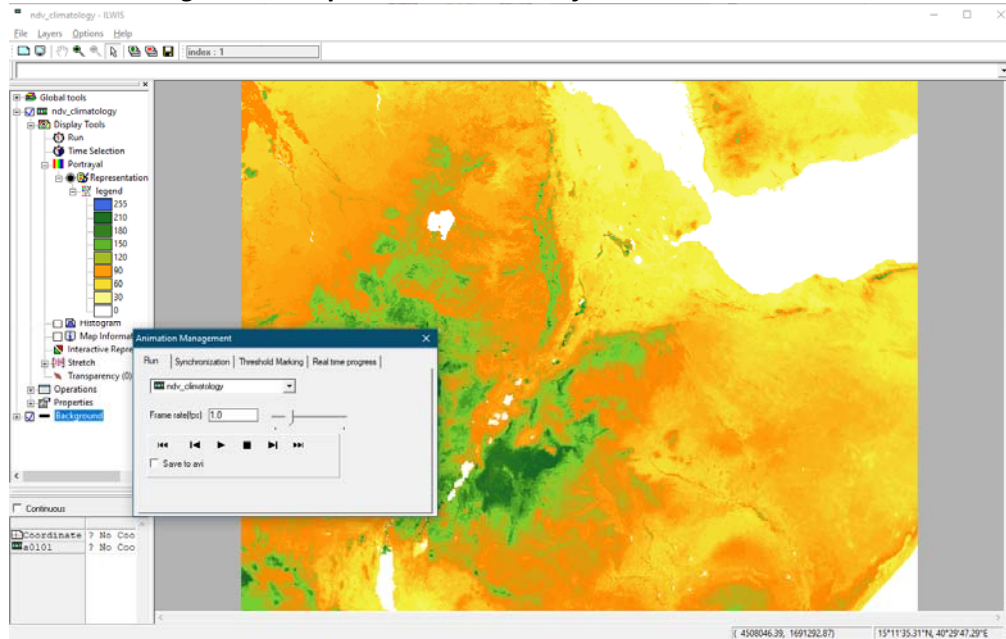 ndv_climatology - ILWIS
File Layers Options Help
index : 1
Global tools
ndv_climatology
Display Tools
Run
Time Selection
Portrayal
Representation
legend
255
210
180
150
120
90
60
30
0
Histogram
Map Informat
Interactive Repre
Stretch
Transparency (0)
Operations
Properties
Background
Animation Management
Run Synchronization Threshold Marking Real time progress
ndv_climatology
Frame rate(fps) 1.0
Save to avi
Continuous
Coordinate ? No Coo
a0101 ? No Coo
( 4508046.39, 1691292.87) 15°11'35.31"N, 40°29'47.29"E